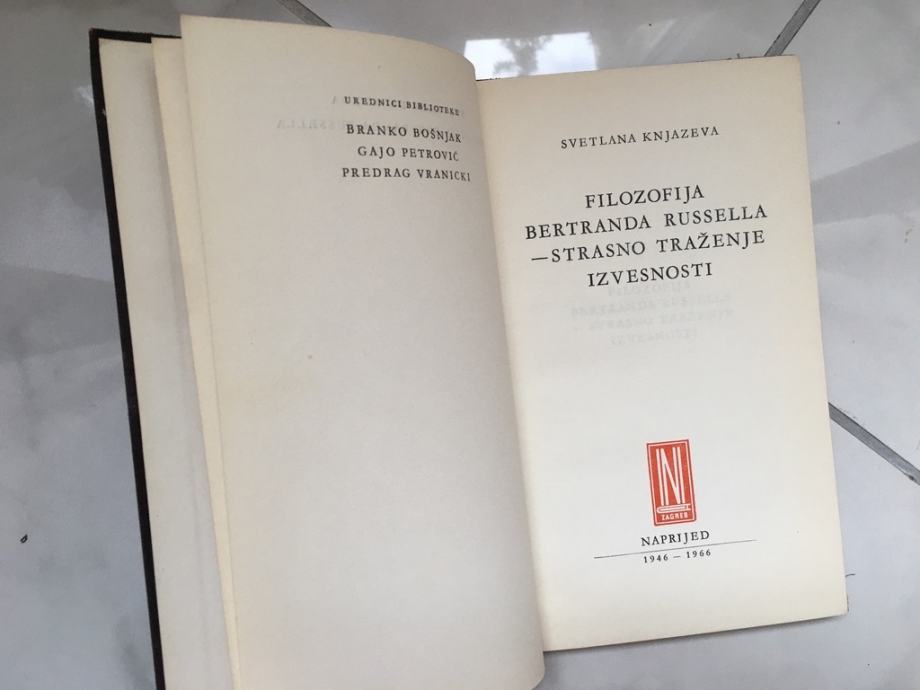 UREDNICI BIBLIOTEKE
BRANKO BOŠNJAK
GAJO PETROVIĆ
PREDRAG VRANICKI
SVETLANA KNJAZEVA
FILOZOFIJA
BERTRANDA RUSSELLA
—STRASNO TRAŽENJE
IZVESNOSTI
ZAGREB
NAPRIJED
1946 — 1966